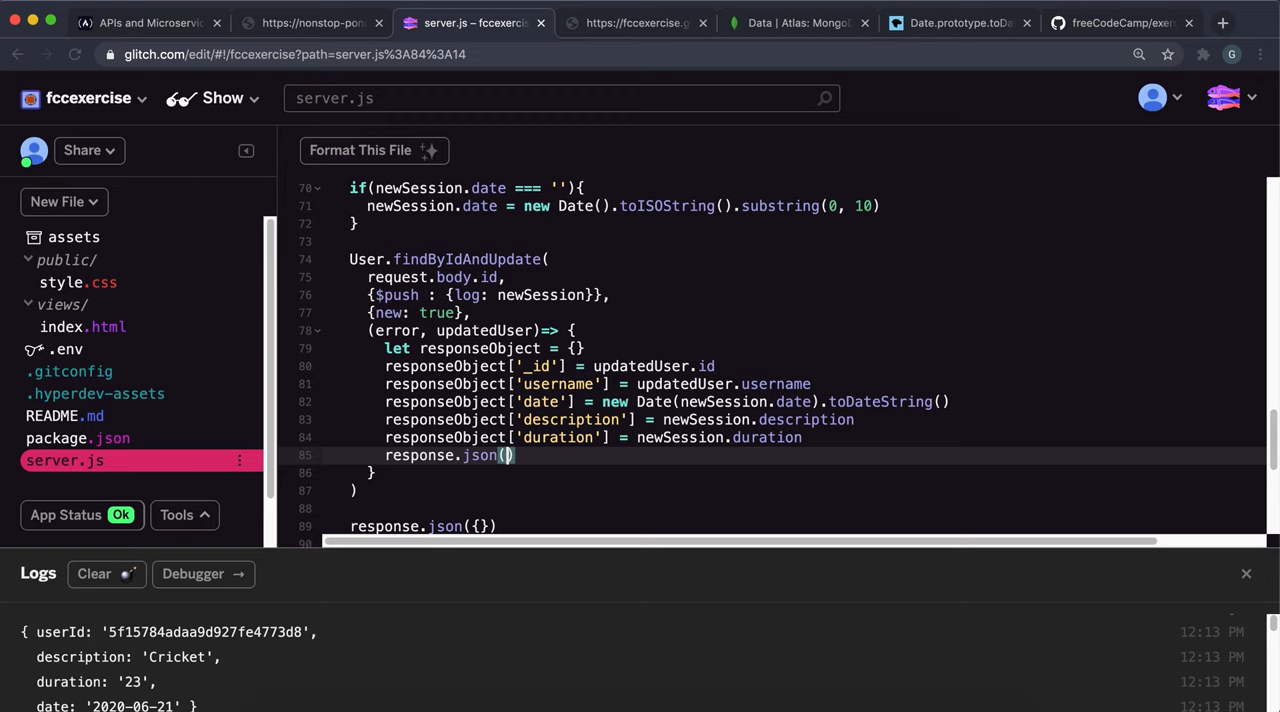 APIs and Microservic
https://nonstop-pon
server.js – fccexercis
https://fccexercise.g
Data | Atlas: MongoD
Date.prototype.toDa
freeCodeCamp/exer
glitch.com/edit/#!/fccexercise?path=server.js%3A84%3A14
G
fccexercise
Show
server.js
Share
Format This File
New File
assets
public/
style.css
views/
index.html
.env
.gitconfig
.hyperdev-assets
README.md
package.json
server.js
App Status Ok
Tools
70 if(newSession.date === ''){
71 newSession.date = new Date().toISOString().substring(0, 10)
72 }
73
74 User.findByIdAndUpdate(
75 request.body.id,
76 {$push : {log: newSession}},
77 {new: true},
78 (error, updatedUser)=> {
79 let responseObject = {}
80 responseObject['_id'] = updatedUser.id
81 responseObject['username'] = updatedUser.username
82 responseObject['date'] = new Date(newSession.date).toDateString()
83 responseObject['description'] = newSession.description
84 responseObject['duration'] = newSession.duration
85 response.json()
86 }
87 )
88
89 response.json({})
90
Logs
Clear
Debugger →
{ userId: '5f15784adaa9d927fe4773d8', 12:13 PM
description: 'Cricket', 12:13 PM
duration: '23', 12:13 PM
date: '2020-06-21' } 12:13 PM